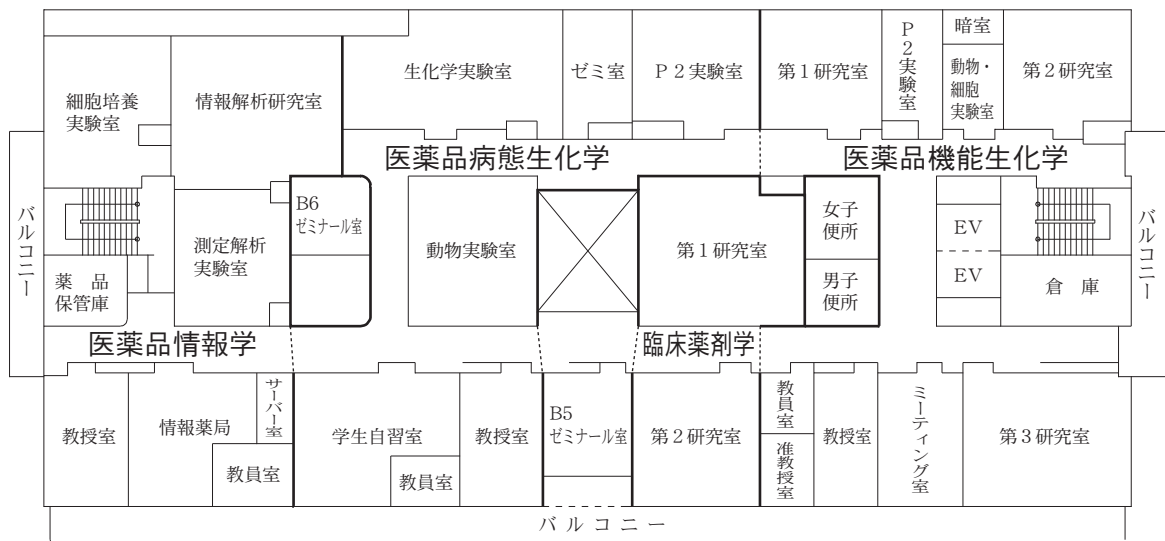 細胞培養
実験室
情報解析研究室
生化学実験室
ゼミ室
Ｐ２実験室
第１研究室
Ｐ２実験室
暗室
動物・
細胞
実験室
第２研究室
医薬品病態生化学
医薬品機能生化学
バルコニー
測定解析
実験室
B6
ゼミナール室
動物実験室
第１研究室
女子
便所
男子
便所
EV
EV
倉　庫
バルコニー
薬　品
保管庫
医薬品情報学
臨床薬剤学
教授室
情報薬局
サーバー室
教員室
学生自習室
教員室
教授室
B5
ゼミナール室
第２研究室
教員室
准教授室
教授室
ミーティング室
第３研究室
バルコニー